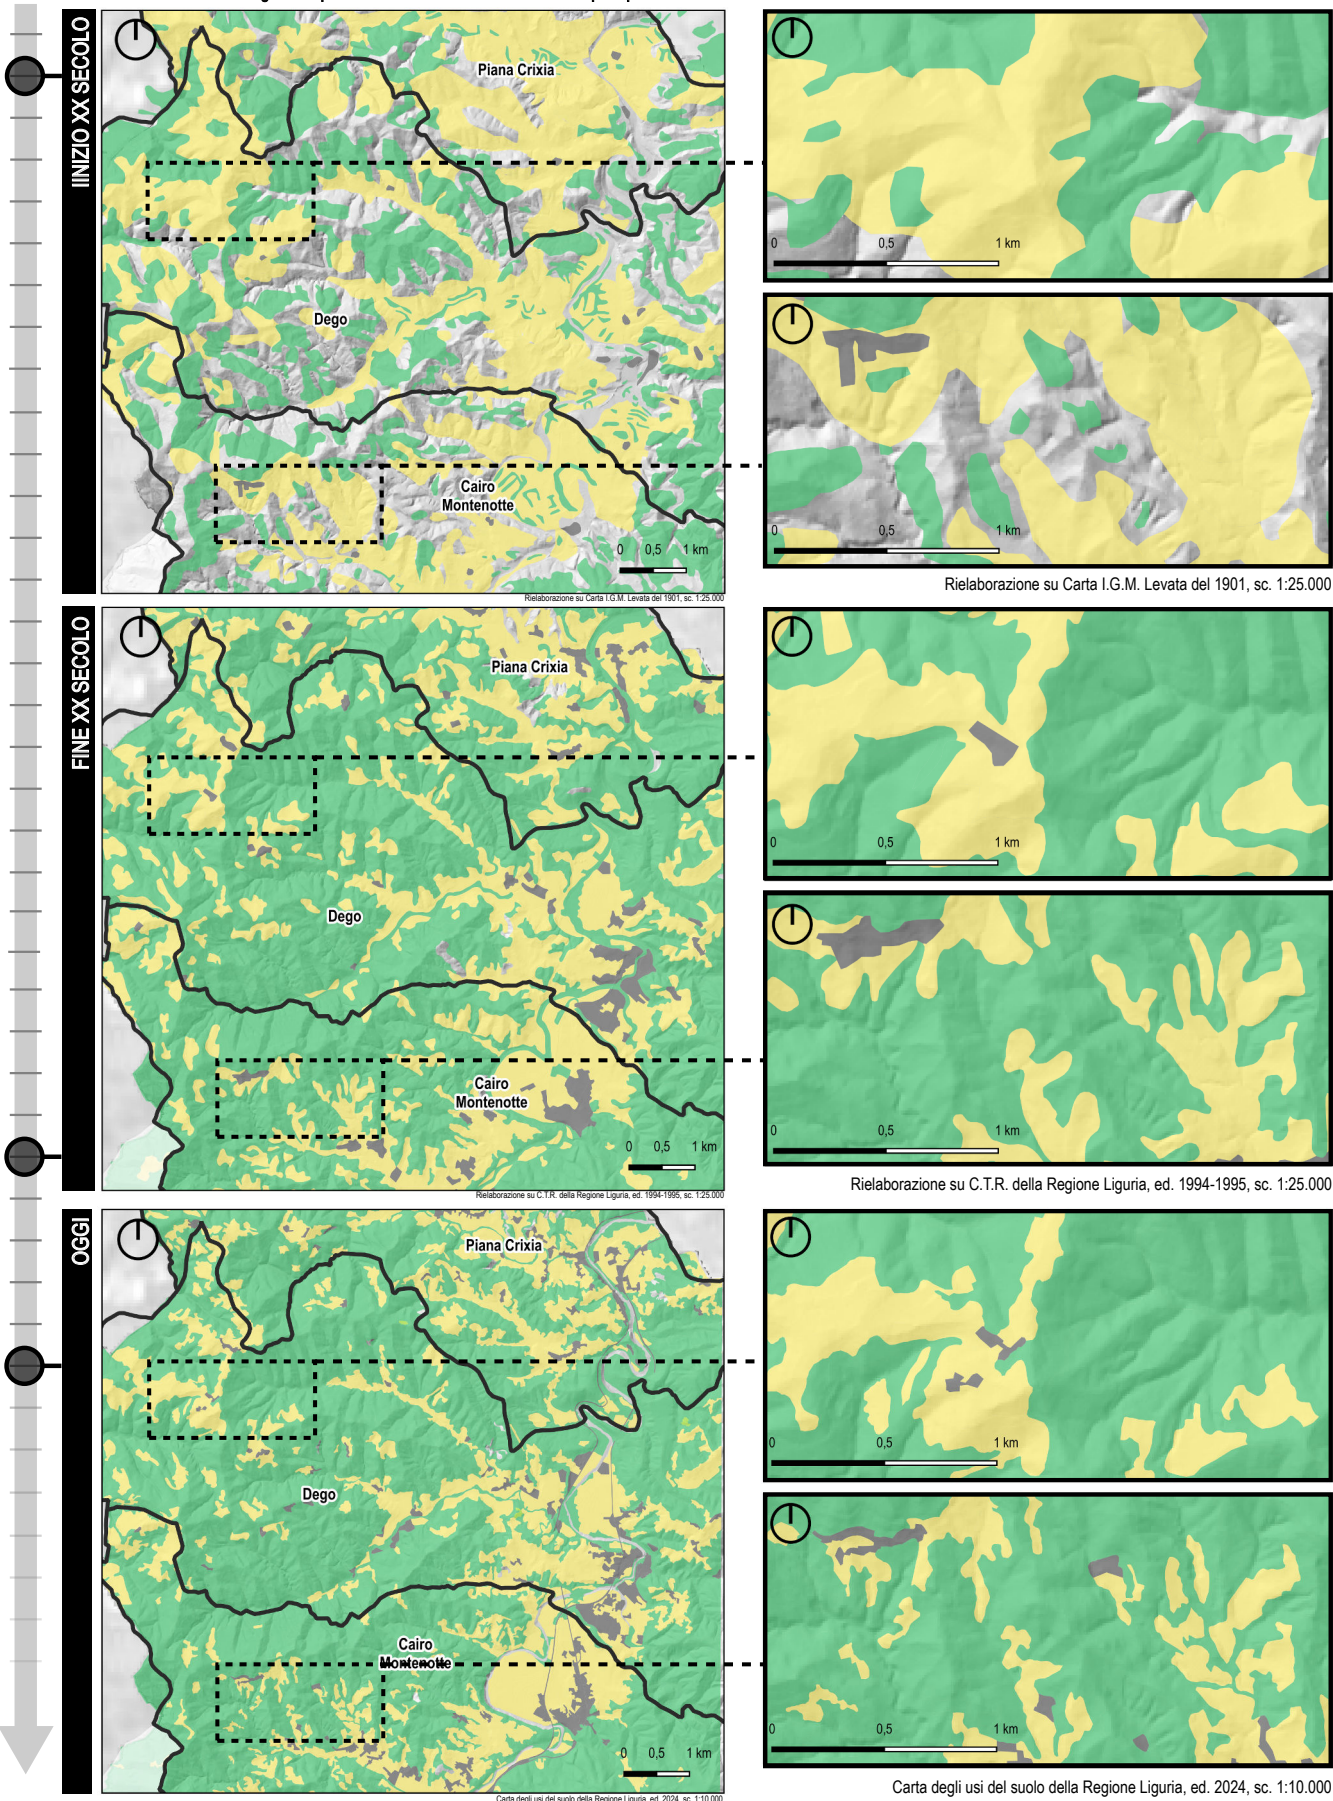 IINIZIO XX SECOLO
Piana Crixia
Dego
Cairo
Montenotte
0 0,5 1 km
Rielaborazione su Carta I.G.M. Levata del 1901, sc. 1:25.000
0 0,5 1 km
0 0,5 1 km
Rielaborazione su Carta I.G.M. Levata del 1901, sc. 1:25.000
FINE XX SECOLO
Piana Crixia
Dego
Cairo
Montenotte
0 0,5 1 km
Rielaborazione su C.T.R. della Regione Liguria, ed. 1994-1995, sc. 1:25.000
0 0,5 1 km
0 0,5 1 km
Rielaborazione su C.T.R. della Regione Liguria, ed. 1994-1995, sc. 1:25.000
OGGI
Piana Crixia
Dego
Cairo
Montenotte
0 0,5 1 km
Carta degli usi del suolo della Regione Liguria, ed. 2024, sc. 1:10.000
0 0,5 1 km
0 0,5 1 km
Carta degli usi del suolo della Regione Liguria, ed. 2024, sc. 1:10.000